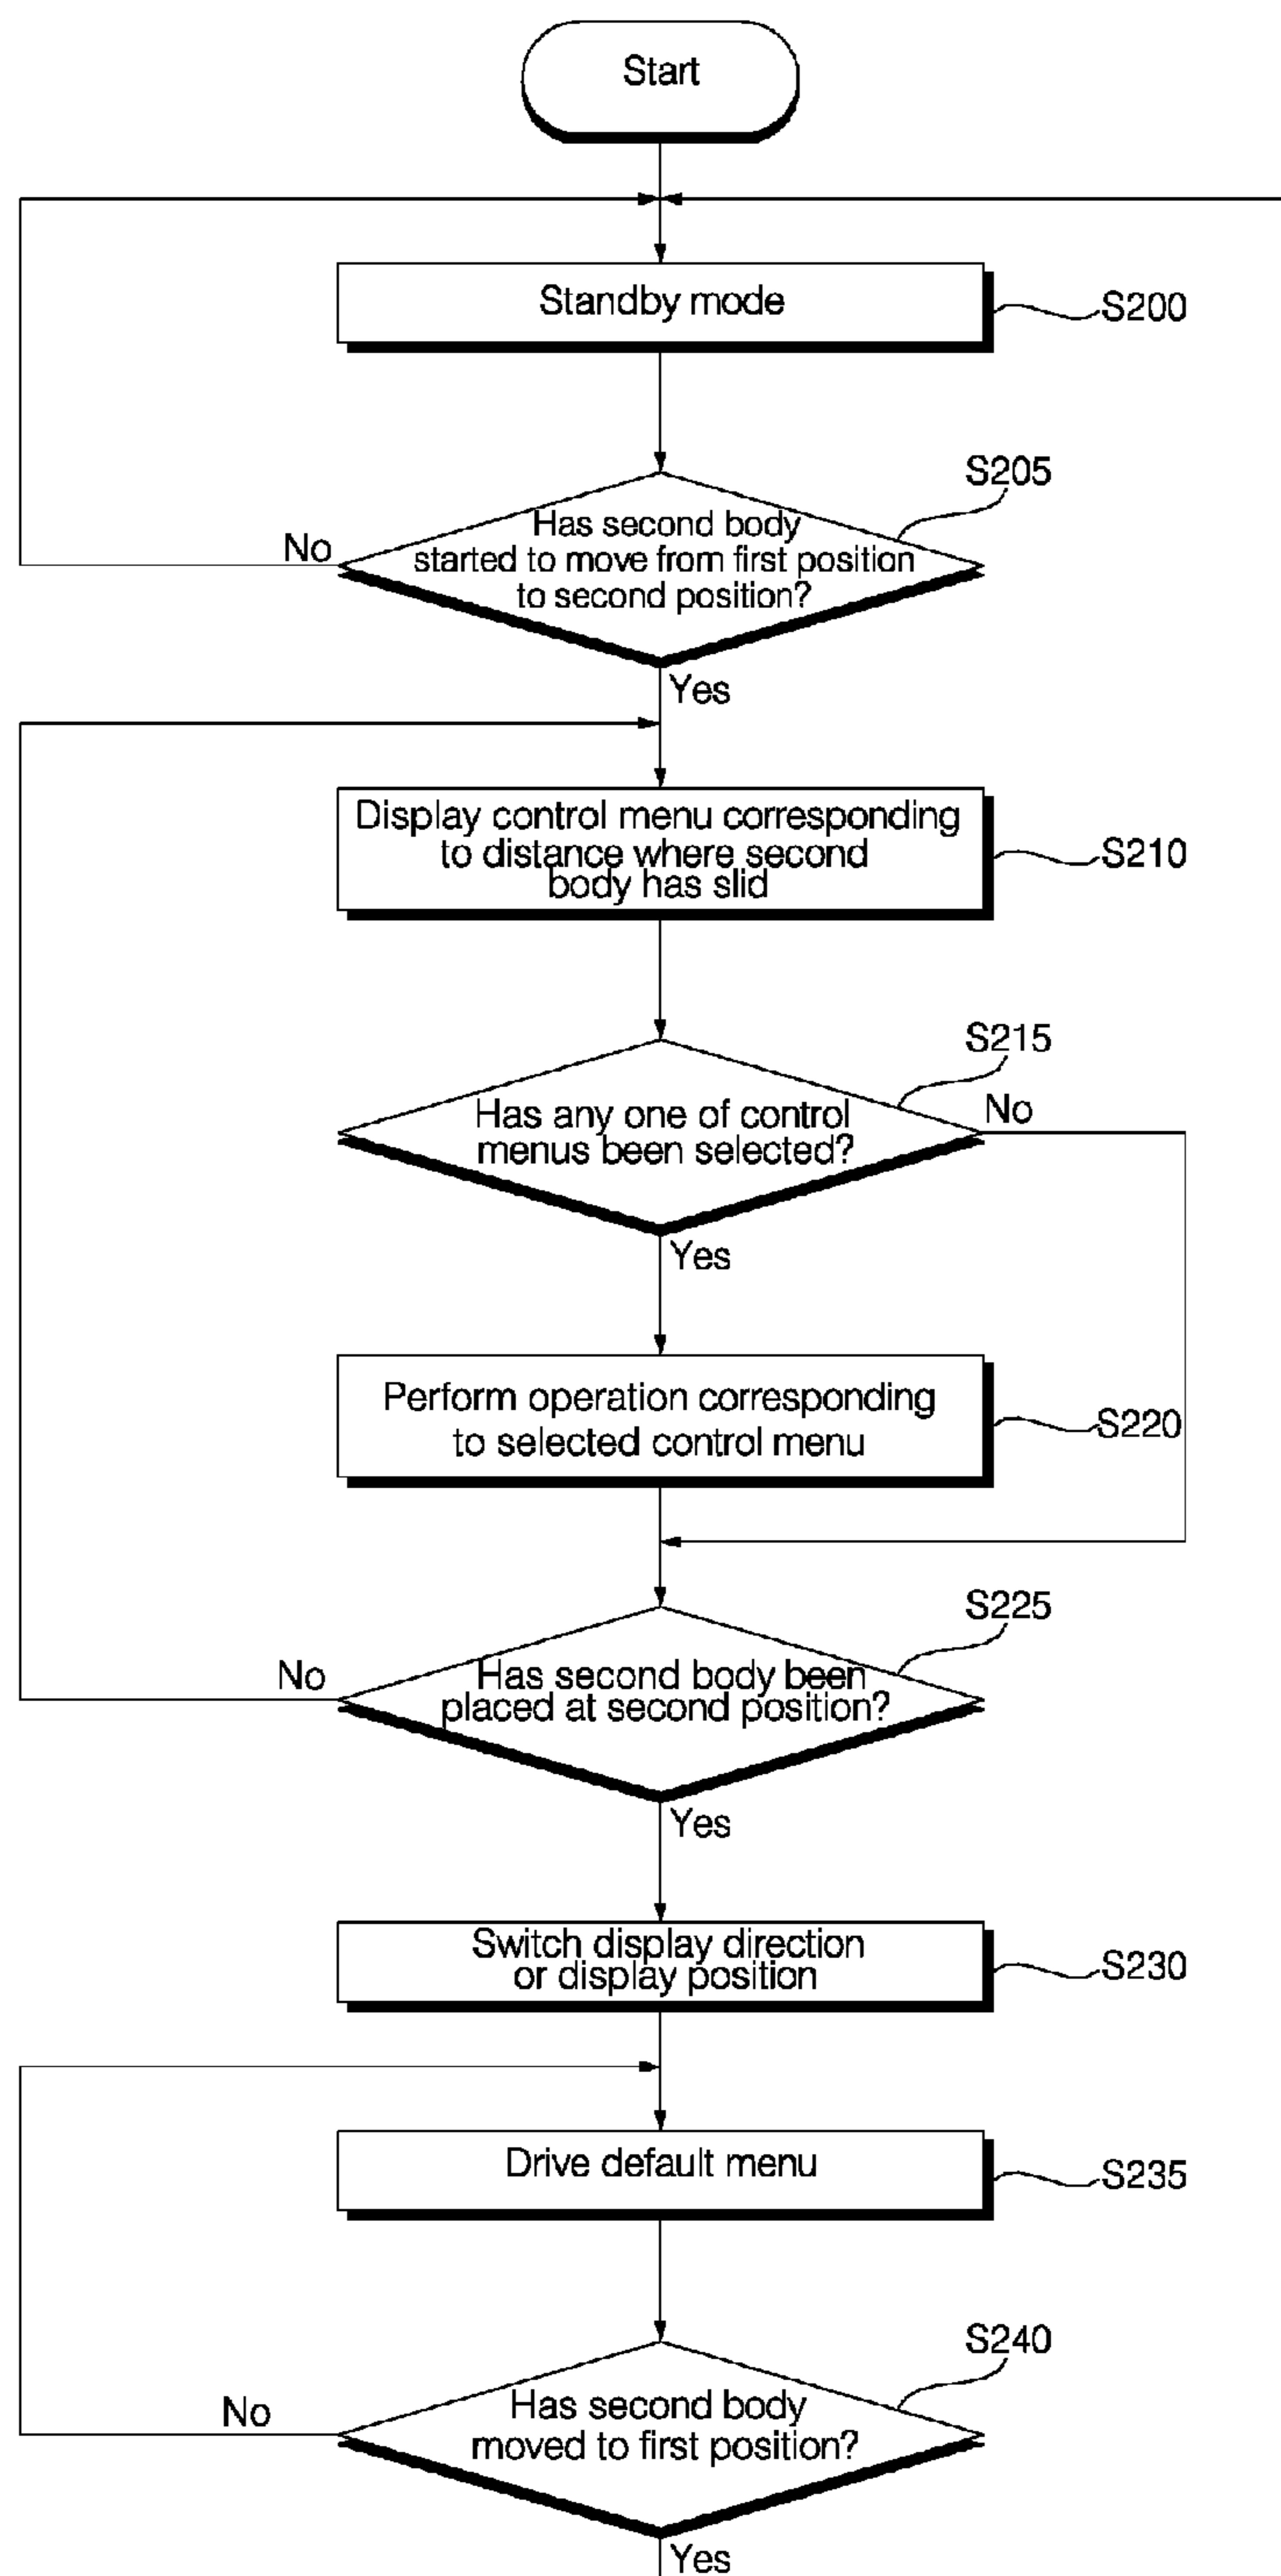 Start
Standby mode
S200
S205
Has second body
started to move from first position
to second position?
No
Yes
Display control menu corresponding
to distance where second
body has slid
S210
S215
Has any one of control
menus been selected?
No
Yes
Perform operation corresponding
to selected control menu
S220
S225
Has second body been
placed at second position?
No
Yes
Switch display direction
or display position
S230
Drive default menu
S235
S240
Has second body
moved to first position?
No
Yes